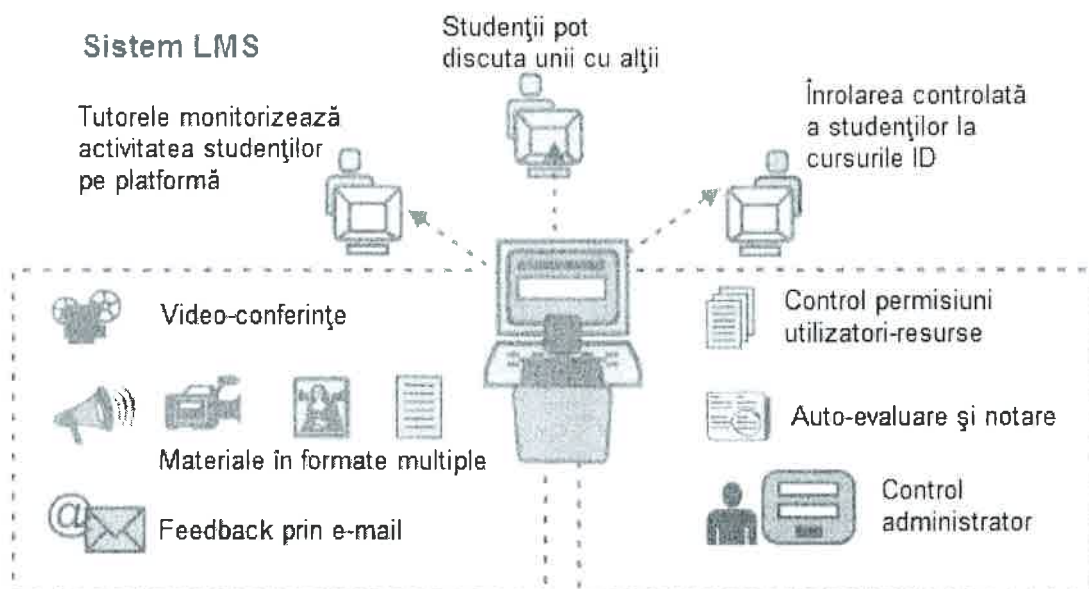 Sistem LMS
Studenţii pot
discuta unii cu alţii
Tutorele monitorizează
activitatea studenţilor
pe platformă
Înrolarea controlată
a studenţilor la
cursurile ID
Video-conferinţe
Materiale în formate multiple
@
Feedback prin e-mail
Control permisiuni
utilizatori-resurse
Auto-evaluare şi notare
Control
administrator